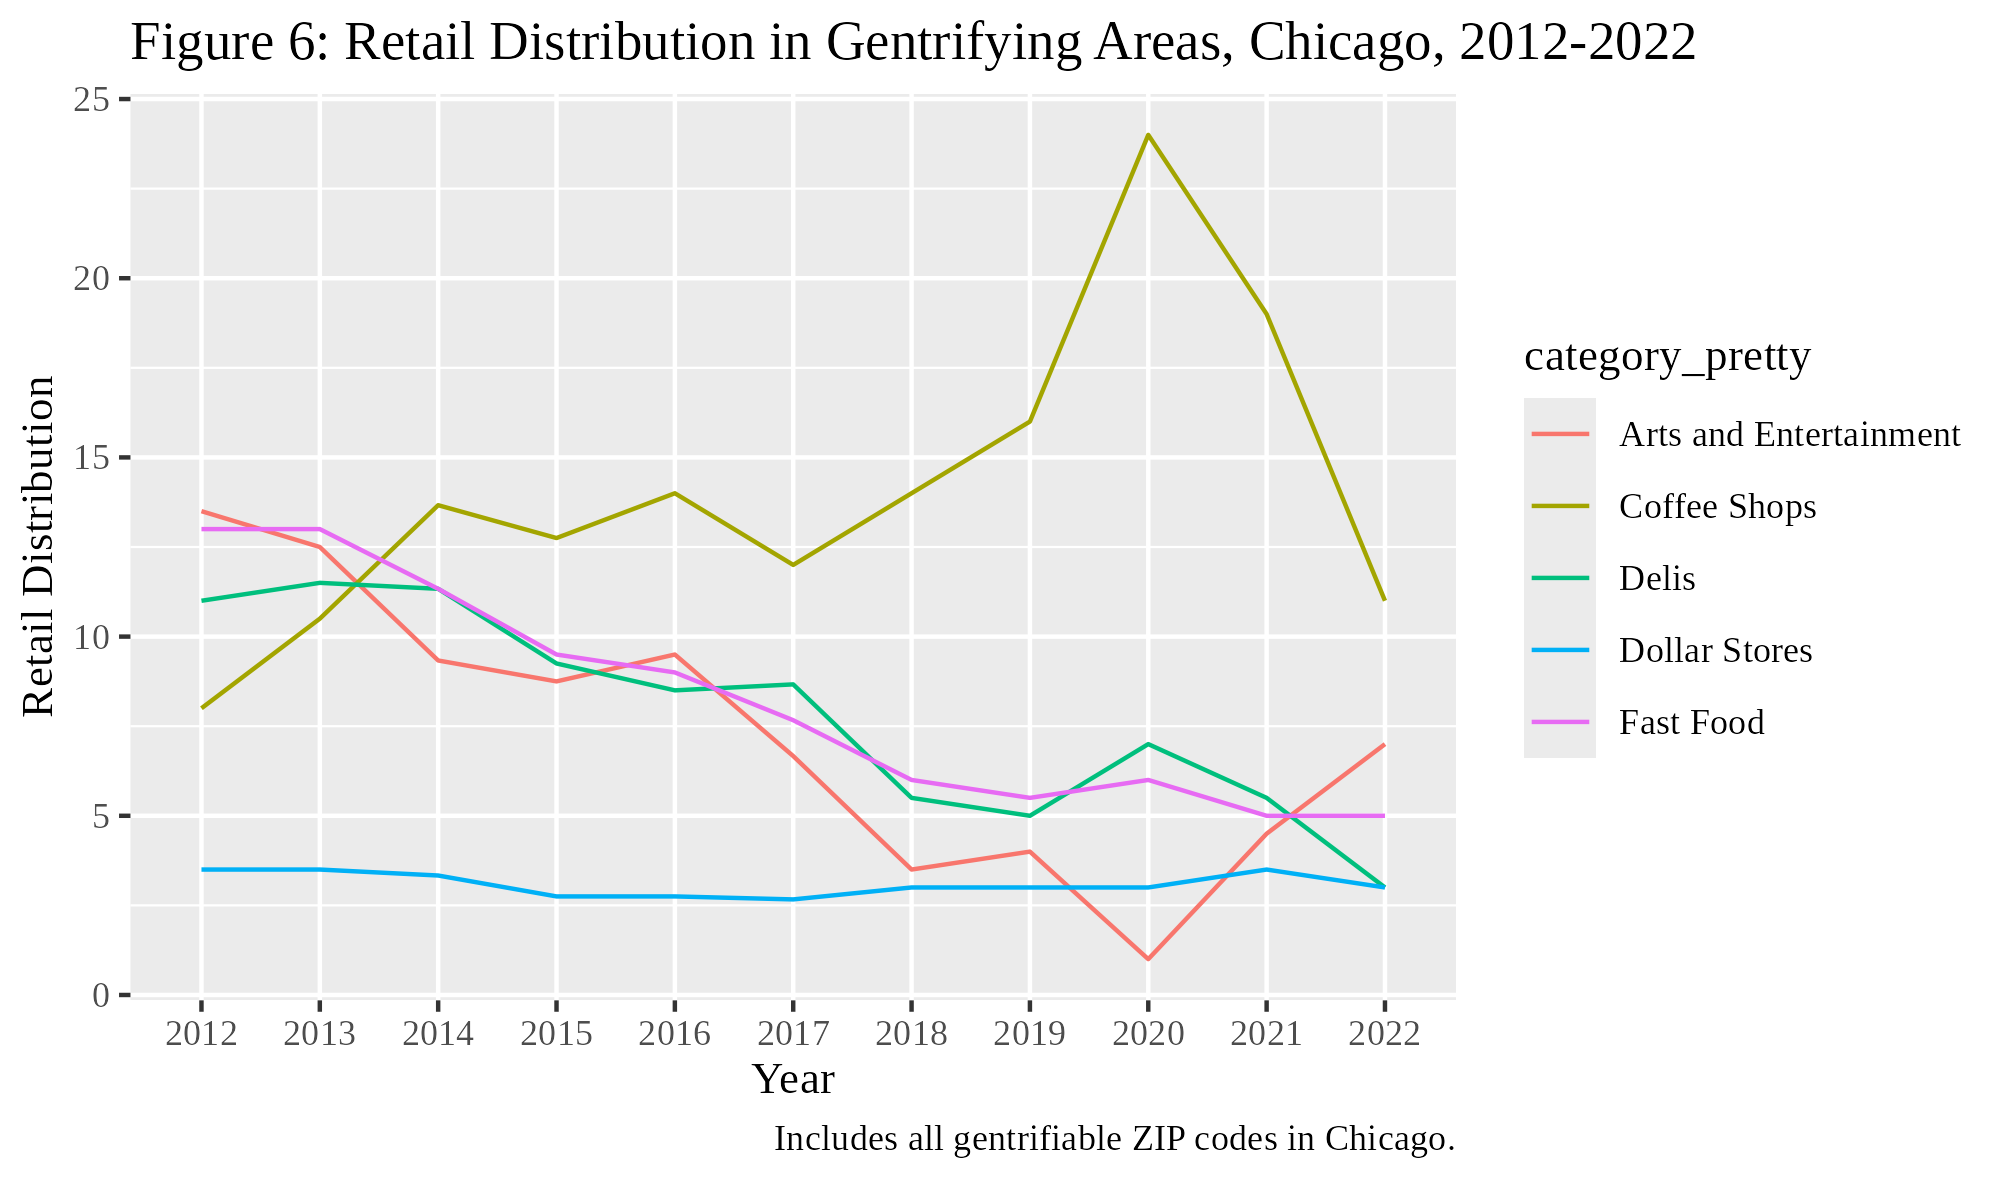 Figure 6: Retail Distribution in Gentrifying Areas, Chicago, 2012-2022
25
20
15
10
5
0
Retail Distribution
2012 2013 2014 2015 2016 2017 2018 2019 2020 2021 2022
Year
category_pretty
Arts and Entertainment
Coffee Shops
Delis
Dollar Stores
Fast Food
Includes all gentrifiable ZIP codes in Chicago.